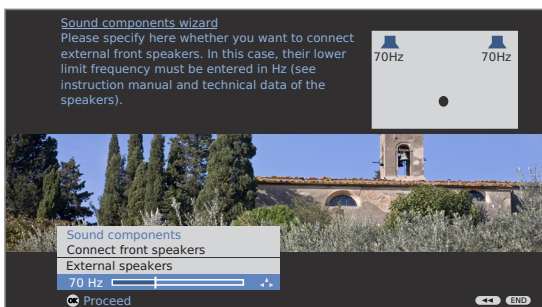 Sound components wizard
Please specify here whether you want to connect
external front speakers. In this case, their lower
limit frequency must be entered in Hz (see
instruction manual and technical data of the
speakers).
70Hz 70Hz
Sound components
Connect front speakers
External speakers
70 Hz
OK Proceed
END